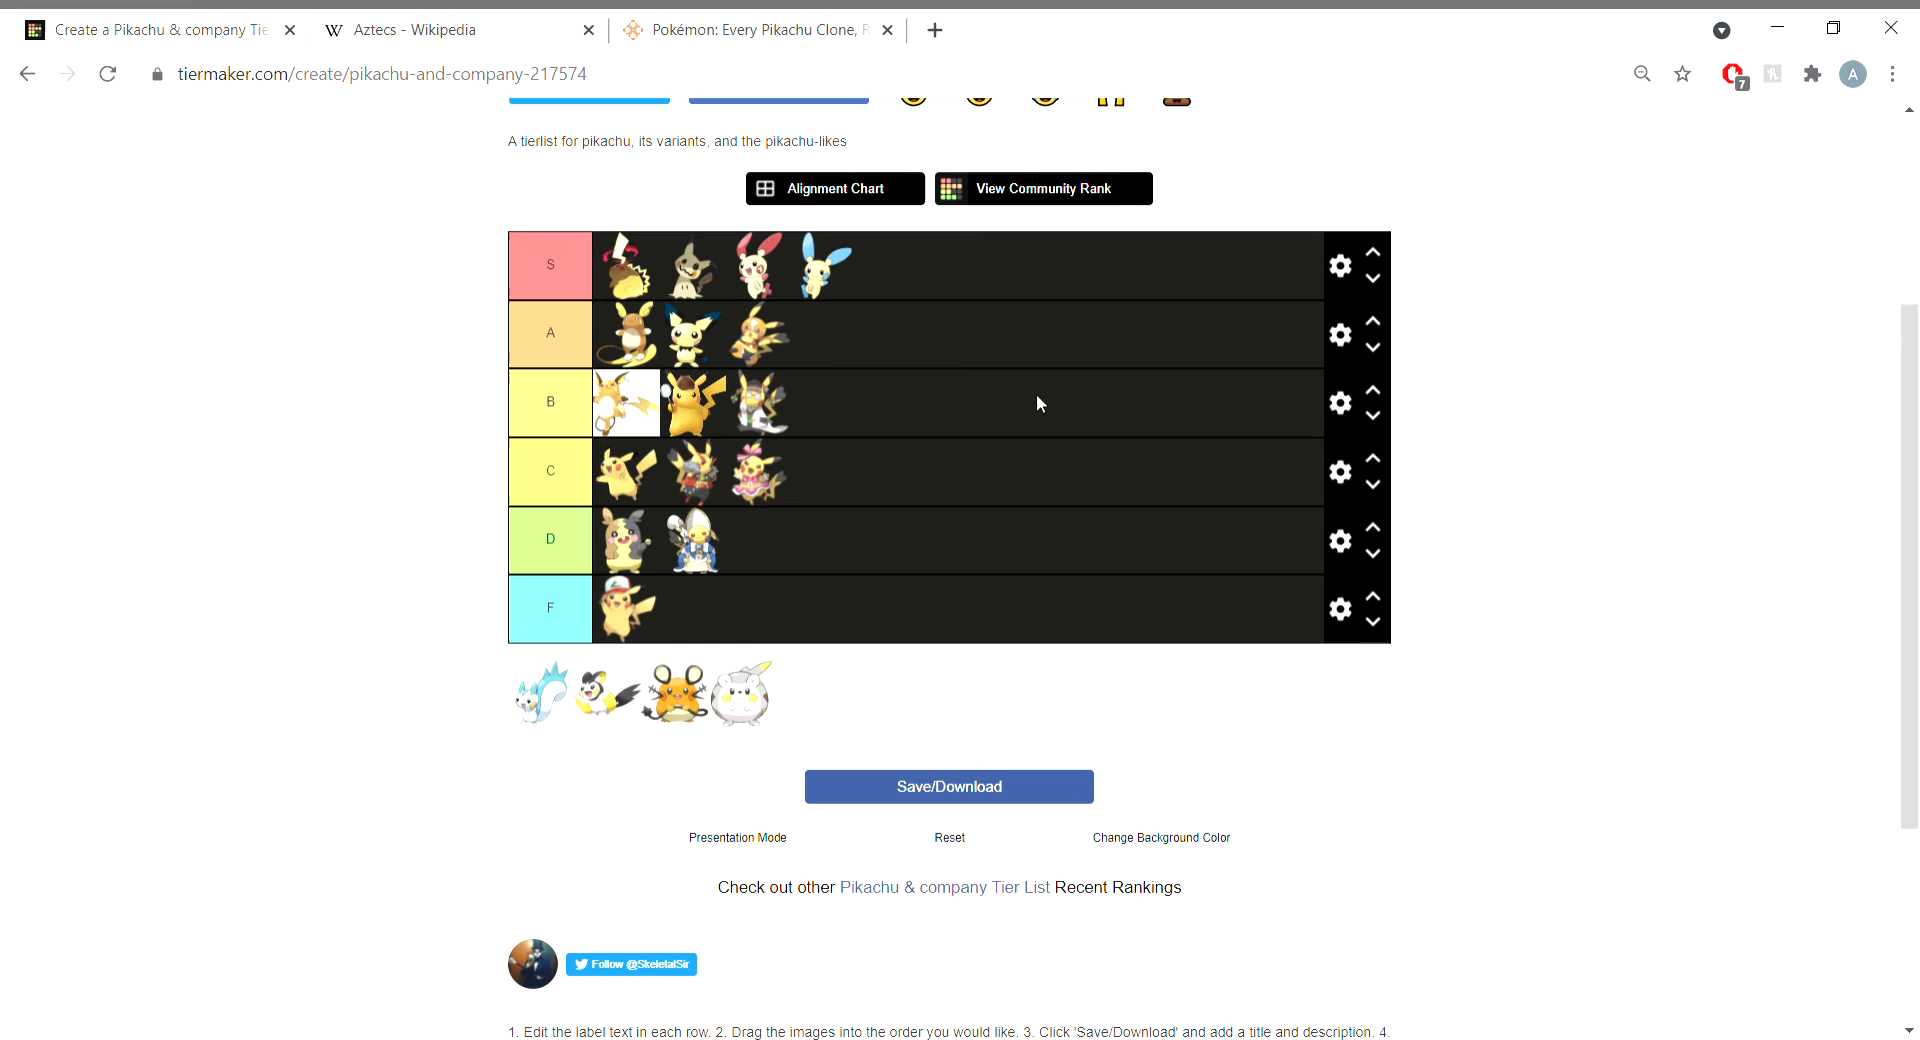 Create a Pikachu & company Tie
Aztecs - Wikipedia
Pokémon: Every Pikachu Clone,
tiermaker.com/create/pikachu-and-company-217574
7
A
A tierlist for pikachu, its variants, and the pikachu-likes
Alignment Chart
View Community Rank
S
A
B
C
D
F
Save/Download
Presentation Mode
Reset
Change Background Color
Check out other Pikachu & company Tier List Recent Rankings
Follow @SkeletalSir
1. Edit the label text in each row. 2. Drag the images into the order you would like. 3. Click 'Save/Download' and add a title and description. 4.